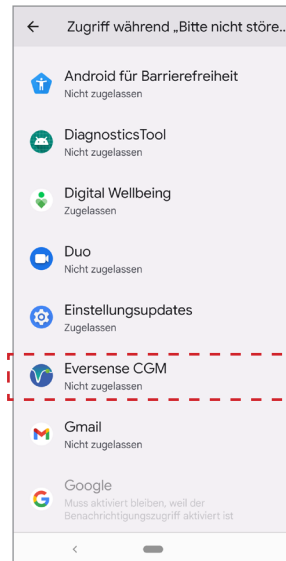 Zugriff während „Bitte nicht störe..
Android für Barrierefreiheit
Nicht zugelassen
DiagnosticsTool
Nicht zugelassen
Digital Wellbeing
Zugelassen
Duo
Nicht zugelassen
Einstellungsupdates
Zugelassen
Eversense CGM
Nicht zugelassen
Gmail
Nicht zugelassen
Google
Muss aktiviert bleiben, weil der
Benachrichtigungszugriff aktiviert ist